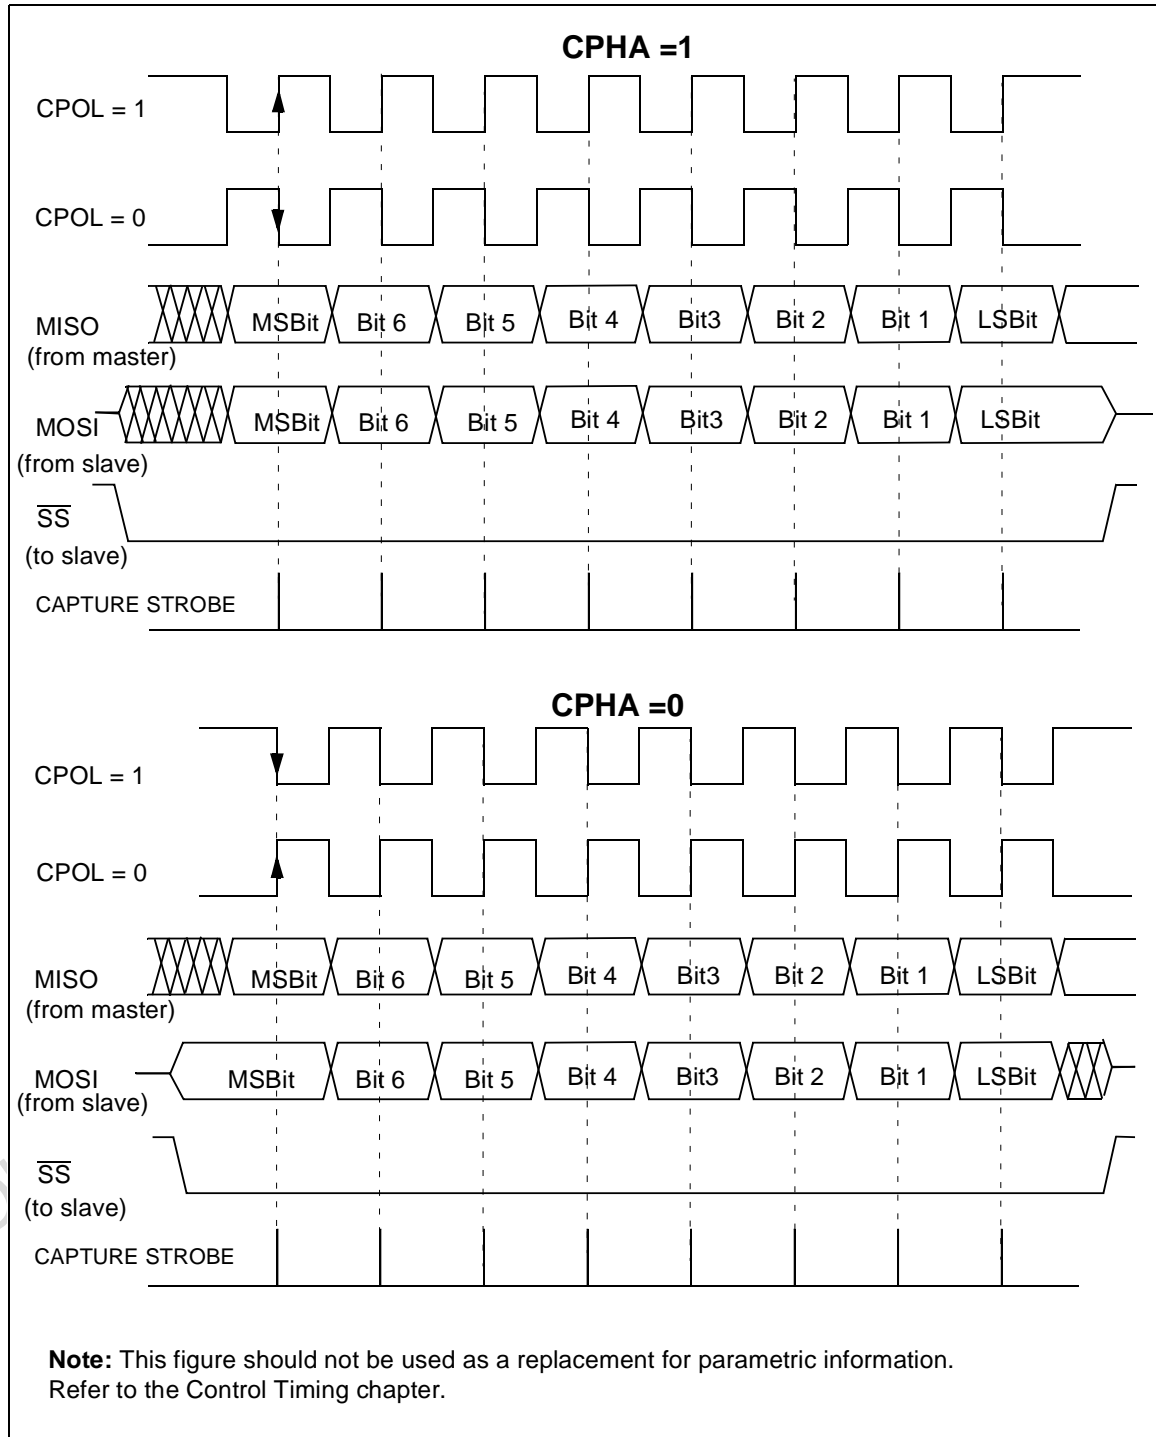 CPHA =1
CPOL = 1
CPOL = 0
MISO
(from master)
MSBit Bit 6 Bit 5 Bit 4 Bit3 Bit 2 Bit 1 LSBit
MOSI
(from slave)
MSBit Bit 6 Bit 5 Bit 4 Bit3 Bit 2 Bit 1 LSBit
SS
(to slave)
CAPTURE STROBE
CPHA =0
CPOL = 1
CPOL = 0
MISO
(from master)
MSBit Bit 6 Bit 5 Bit 4 Bit3 Bit 2 Bit 1 LSBit
MOSI
(from slave)
MSBit Bit 6 Bit 5 Bit 4 Bit3 Bit 2 Bit 1 LSBit
SS
(to slave)
CAPTURE STROBE
Note: This figure should not be used as a replacement for parametric information.
Refer to the Control Timing chapter.